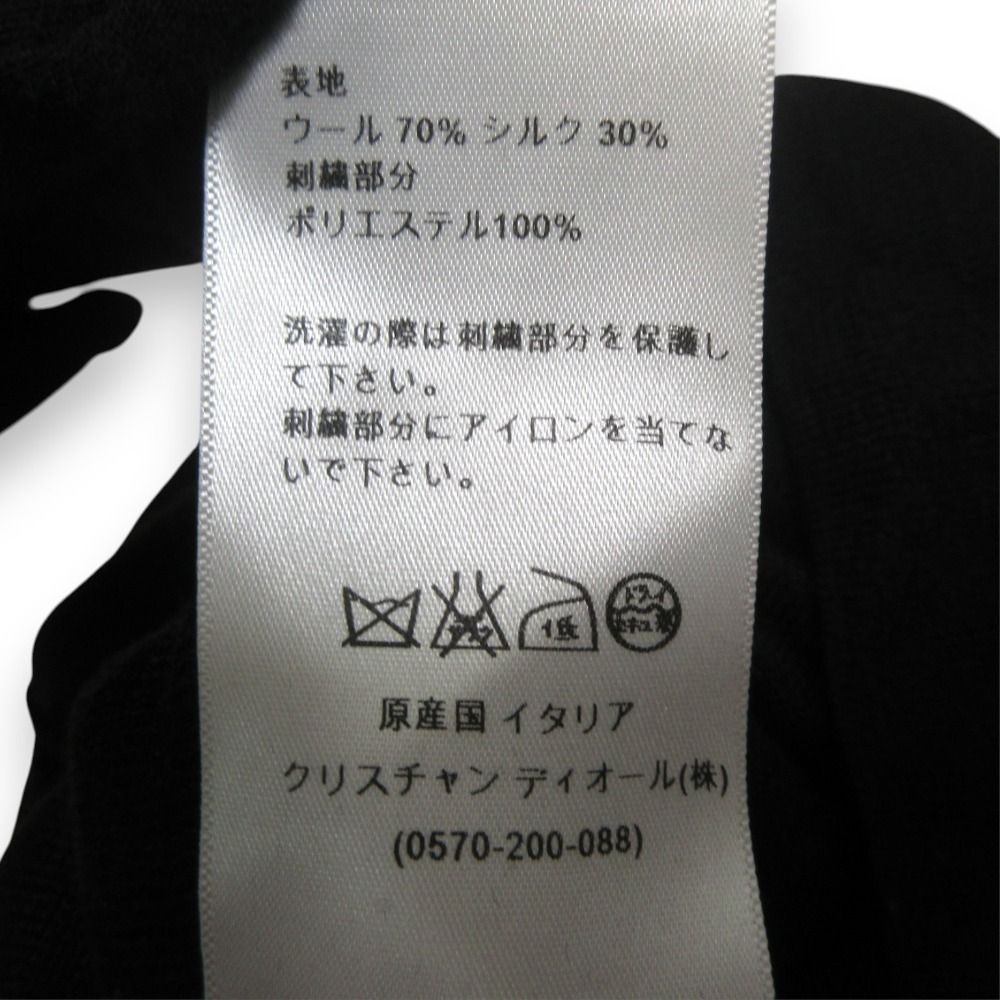 表地
ウール 70% シルク 30%
刺繍部分
ポリエステル100%
洗濯の際は刺繍部分を保護し
て下さい。
刺繍部分にアイロンを当てな
いで下さい。
低
ドライ
原産国 イタリア
クリスチャン ディオール(株)
(0570-200-088)